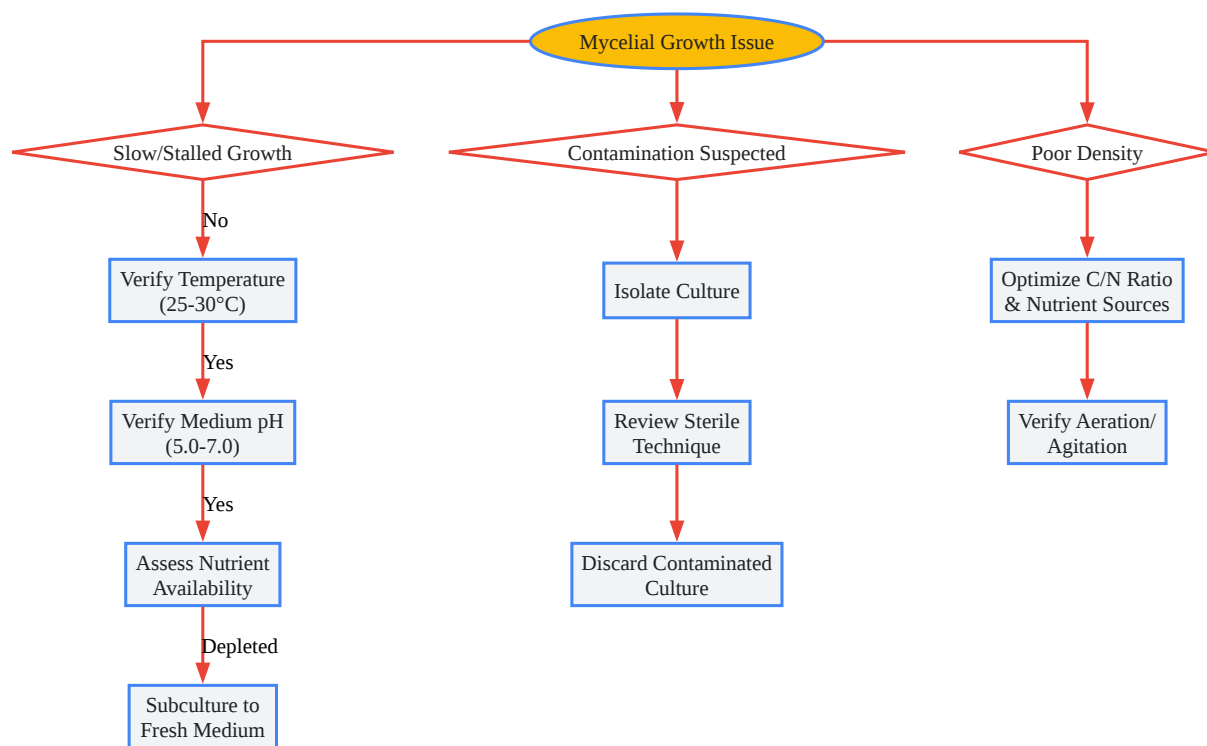 Mycelial Growth Issue
Slow/Stalled Growth
Contamination Suspected
Poor Density
No
Verify Temperature
(25-30°C)
Isolate Culture
Optimize C/N Ratio
& Nutrient Sources
Yes
Verify Medium pH
(5.0-7.0)
Review Sterile
Technique
Verify Aeration/
Agitation
Yes
Assess Nutrient
Availability
Discard Contaminated
Culture
Depleted
Subculture to
Fresh Medium